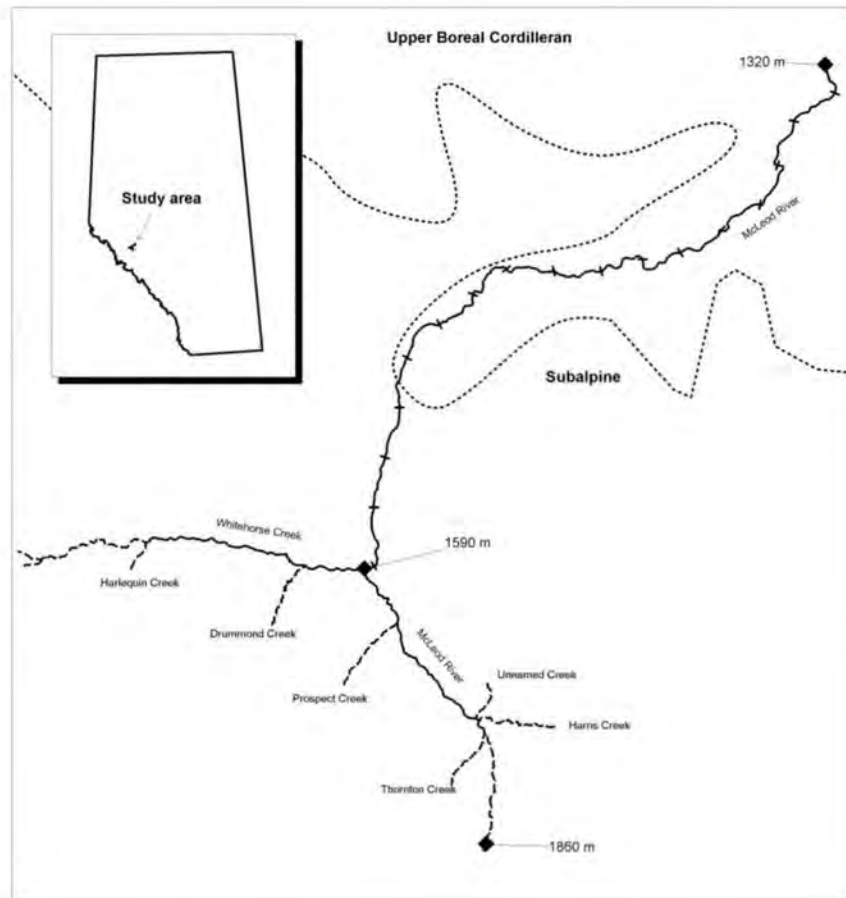 Upper Boreal Cordilleran
1320 m
Study area
McLeod River
Subalpine
Whitehorse Creek
1590 m
Harlequin Creek
Drummond Creek
McLeod River
Prospect Creek
Unnamed Creek
Harris Creek
Thornton Creek
1860 m